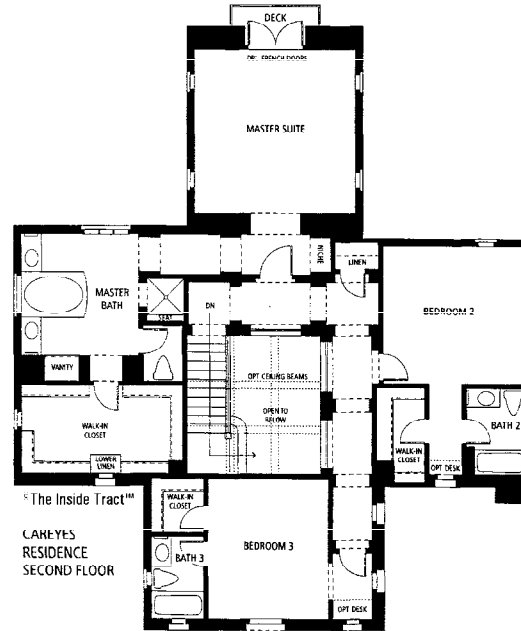 DECK
OPT. FRENCH DOORS
MASTER SUITE
NICHE
LINEN
MASTER
BATH
SEAT
DN
BEDROOM 2
VANITY
OPT CEILING BEAMS
OPEN TO
BELOW
WALK-IN
CLOSET
LOWER
LINEN
BATH 2
WALK-IN
CLOSET
OPT DESK
©The Inside Tract™
WALK-IN
CLOSET
CAREYES
RESIDENCE
SECOND FLOOR
BATH 3
BEDROOM 3
OPT DESK